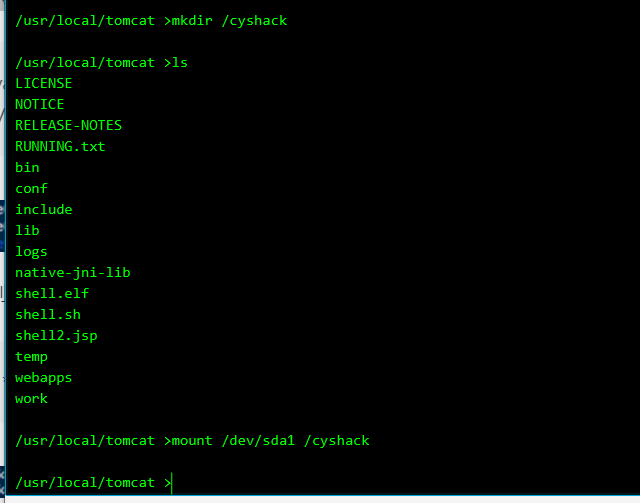 /usr/local/tomcat >mkdir /cyshack
/usr/local/tomcat >ls
LICENSE
NOTICE
RELEASE-NOTES
RUNNING.txt
bin
conf
include
lib
logs
native-jni-lib
shell.elf
shell.sh
shell2.jsp
temp
webapps
work
/usr/local/tomcat >mount /dev/sda1 /cyshack
/usr/local/tomcat >